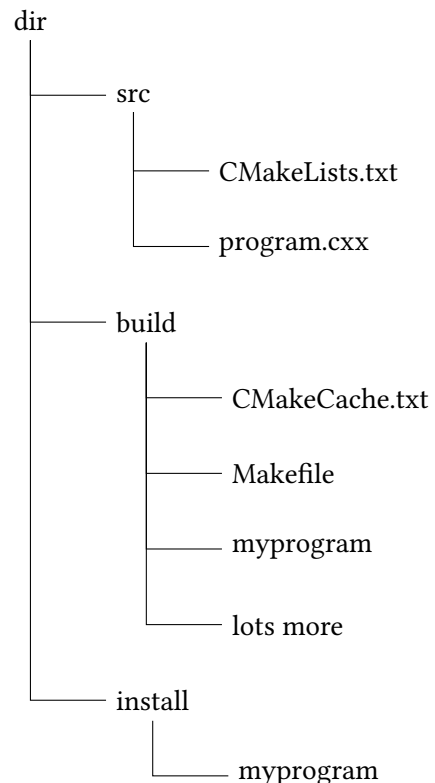 dir
src
CMakeLists.txt
program.cxx
build
CMakeCache.txt
Makefile
myprogram
lots more
install
myprogram